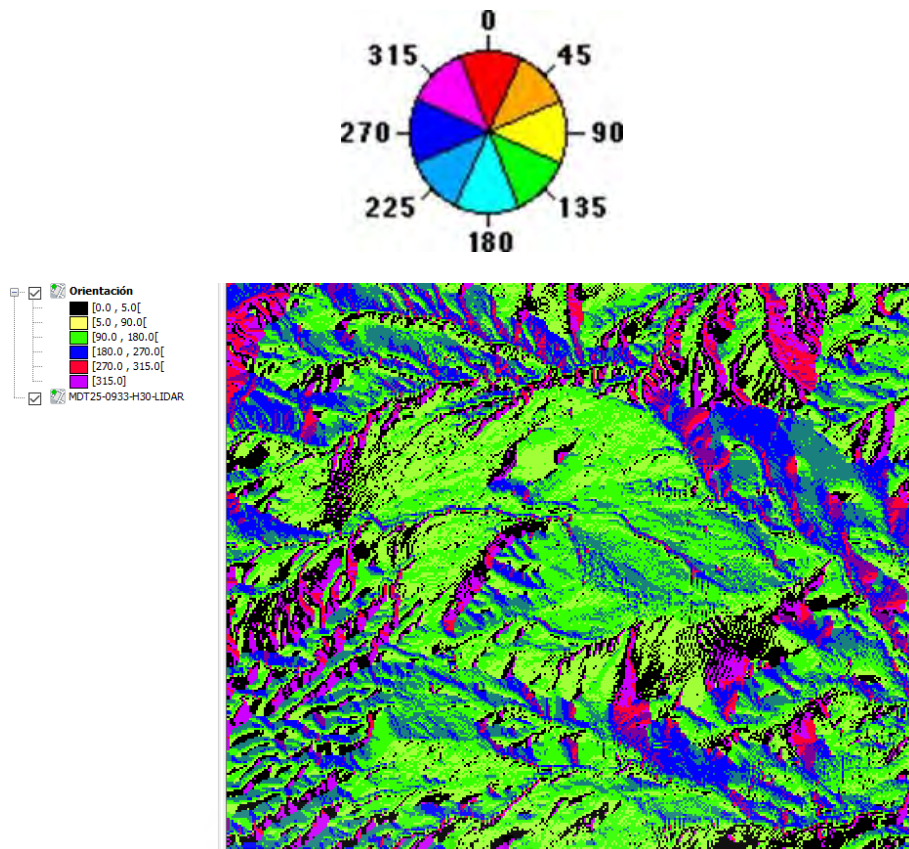 0
315 45
270 90
225 135
180
Orientación
[0.0 , 5.0[
[5.0 , 90.0[
[90.0 , 180.0[
[180.0 , 270.0[
[270.0 , 315.0[
[315.0]
MDT25-0933-H30-LIDAR